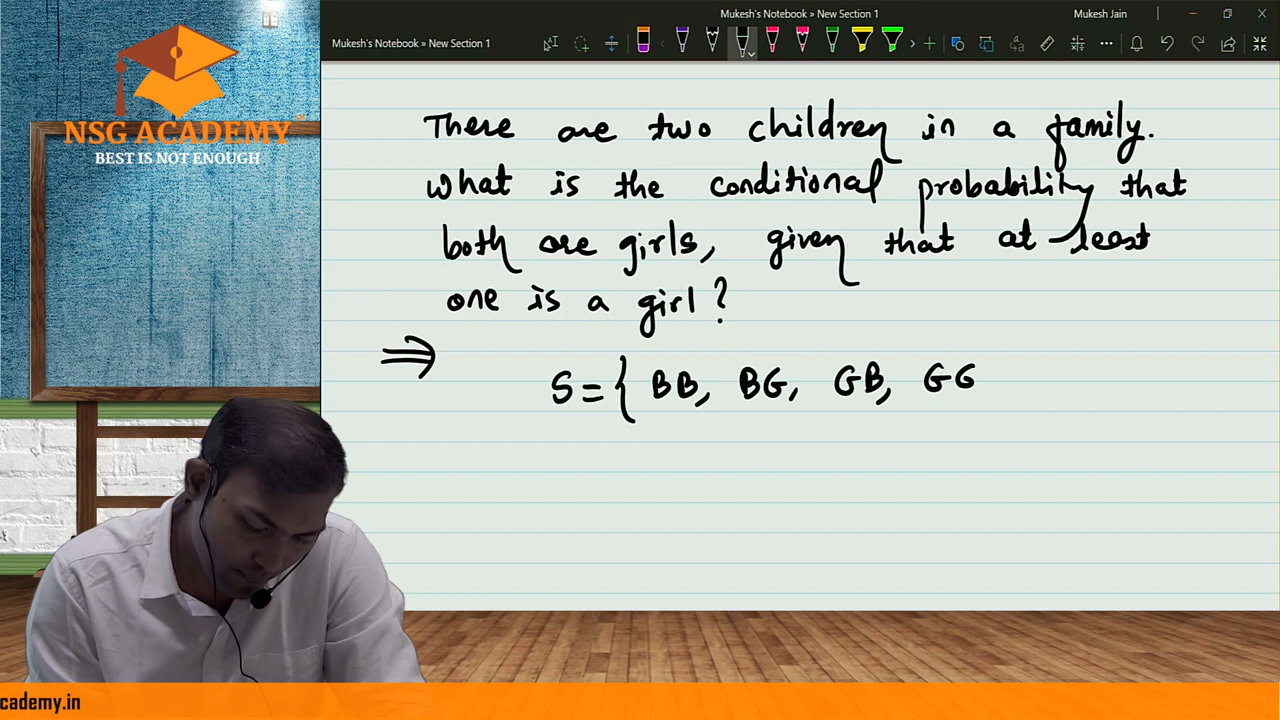 Mukesh's Notebook » New Section 1
Mukesh Jain
Mukesh's Notebook » New Section 1
NSG ACADEMY
BEST IS NOT ENOUGH
There are two children in a family.
What is the conditional probability that
both are girls, given that at least
one is a girl?
⇒
S = { BB, BG, GB, GG
cademy.in